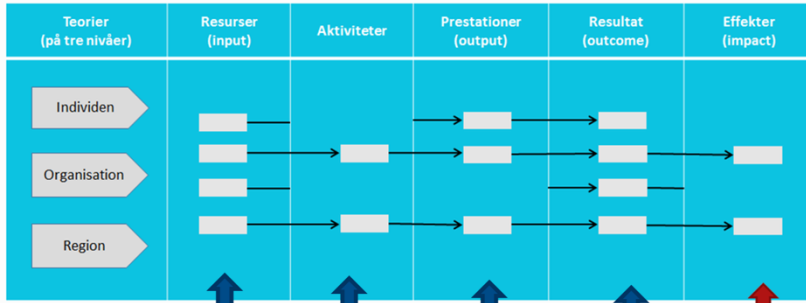 Teorier
(på tre nivåer)
Resurser
(input)
Aktiviteter
Prestationer
(output)
Resultat
(outcome)
Effekter
(impact)
Individen
Organisation
Region